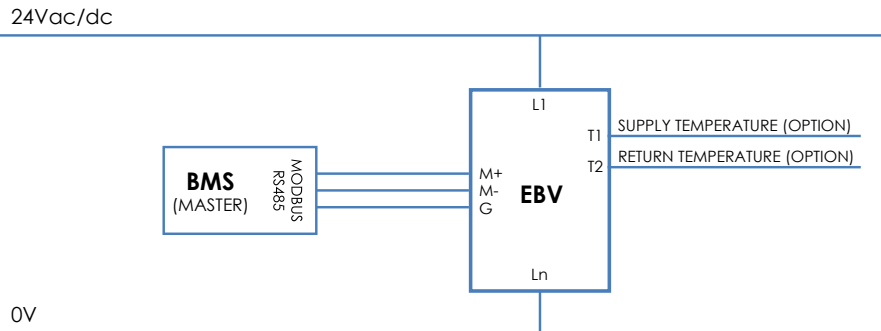 24Vac/dc
L1
T1 SUPPLY TEMPERATURE (OPTION)
T2 RETURN TEMPERATURE (OPTION)
BMS
(MASTER)
MODBUS
RS485
M+
M-
G
EBV
Ln
0V